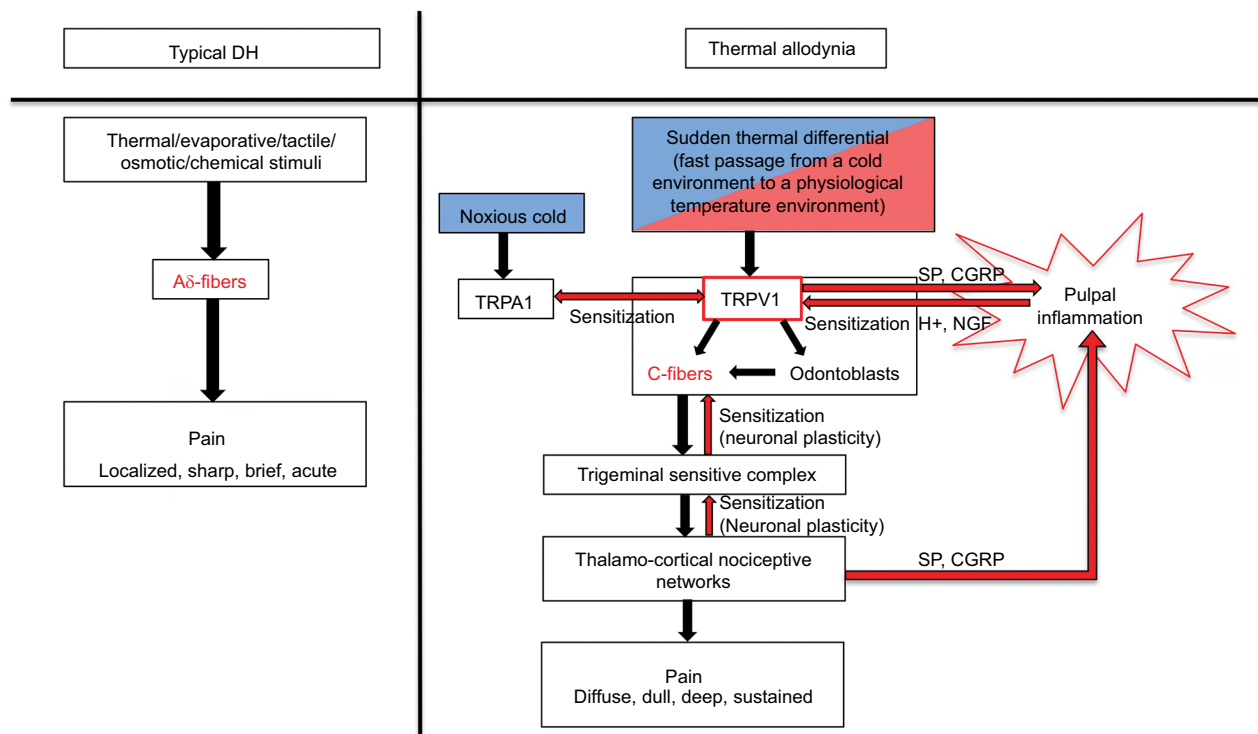 Typical DH
Thermal allodynia
Thermal/evaporative/tactile/
osmotic/chemical stimuli
Aδ-fibers
Pain
Localized, sharp, brief, acute
Sudden thermal differential
(fast passage from a cold
environment to a physiological
temperature environment)
Noxious cold
TRPA1
Sensitization
TRPV1
SP, CGRP
Sensitization
H+, NGF
Pulpal
inflammation
C-fibers
Odontoblasts
Sensitization
(neuronal plasticity)
Trigeminal sensitive complex
Sensitization
(Neuronal plasticity)
Thalamo-cortical nociceptive
networks
SP, CGRP
Pain
Diffuse, dull, deep, sustained